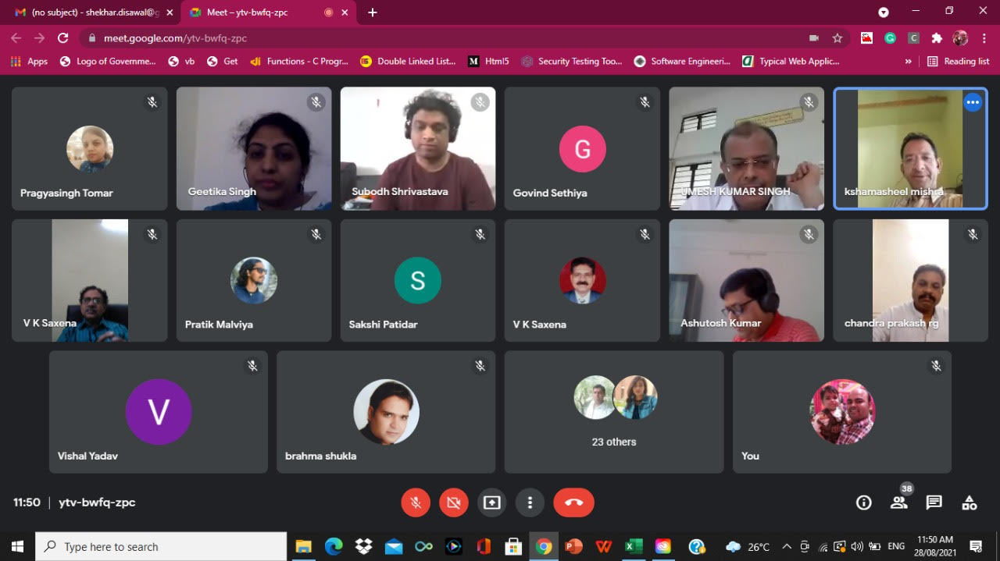 (no subject) - shekhar.disawal@g
Meet – ytv-bwfq-zpc
meet.google.com/ytv-bwfq-zpc
Apps
Logo of Governme...
vb
Get
Functions - C Progr...
Double Linked List...
M
Html5
Security Testing Too...
Software Engineeri...
Typical Web Applic...
»
Reading list
Pragyasingh Tomar
Geetika Singh
Subodh Shrivastava
G
Govind Sethiya
UMESH KUMAR SINGH
kshamasheel mishra
V K Saxena
Pratik Malviya
S
Sakshi Patidar
V K Saxena
Ashutosh Kumar
chandra prakash rg
V
Vishal Yadav
brahma shukla
23 others
You
11:50 | ytv-bwfq-zpc
38
Type here to search
26°C
ENG
11:50 AM
28/08/2021